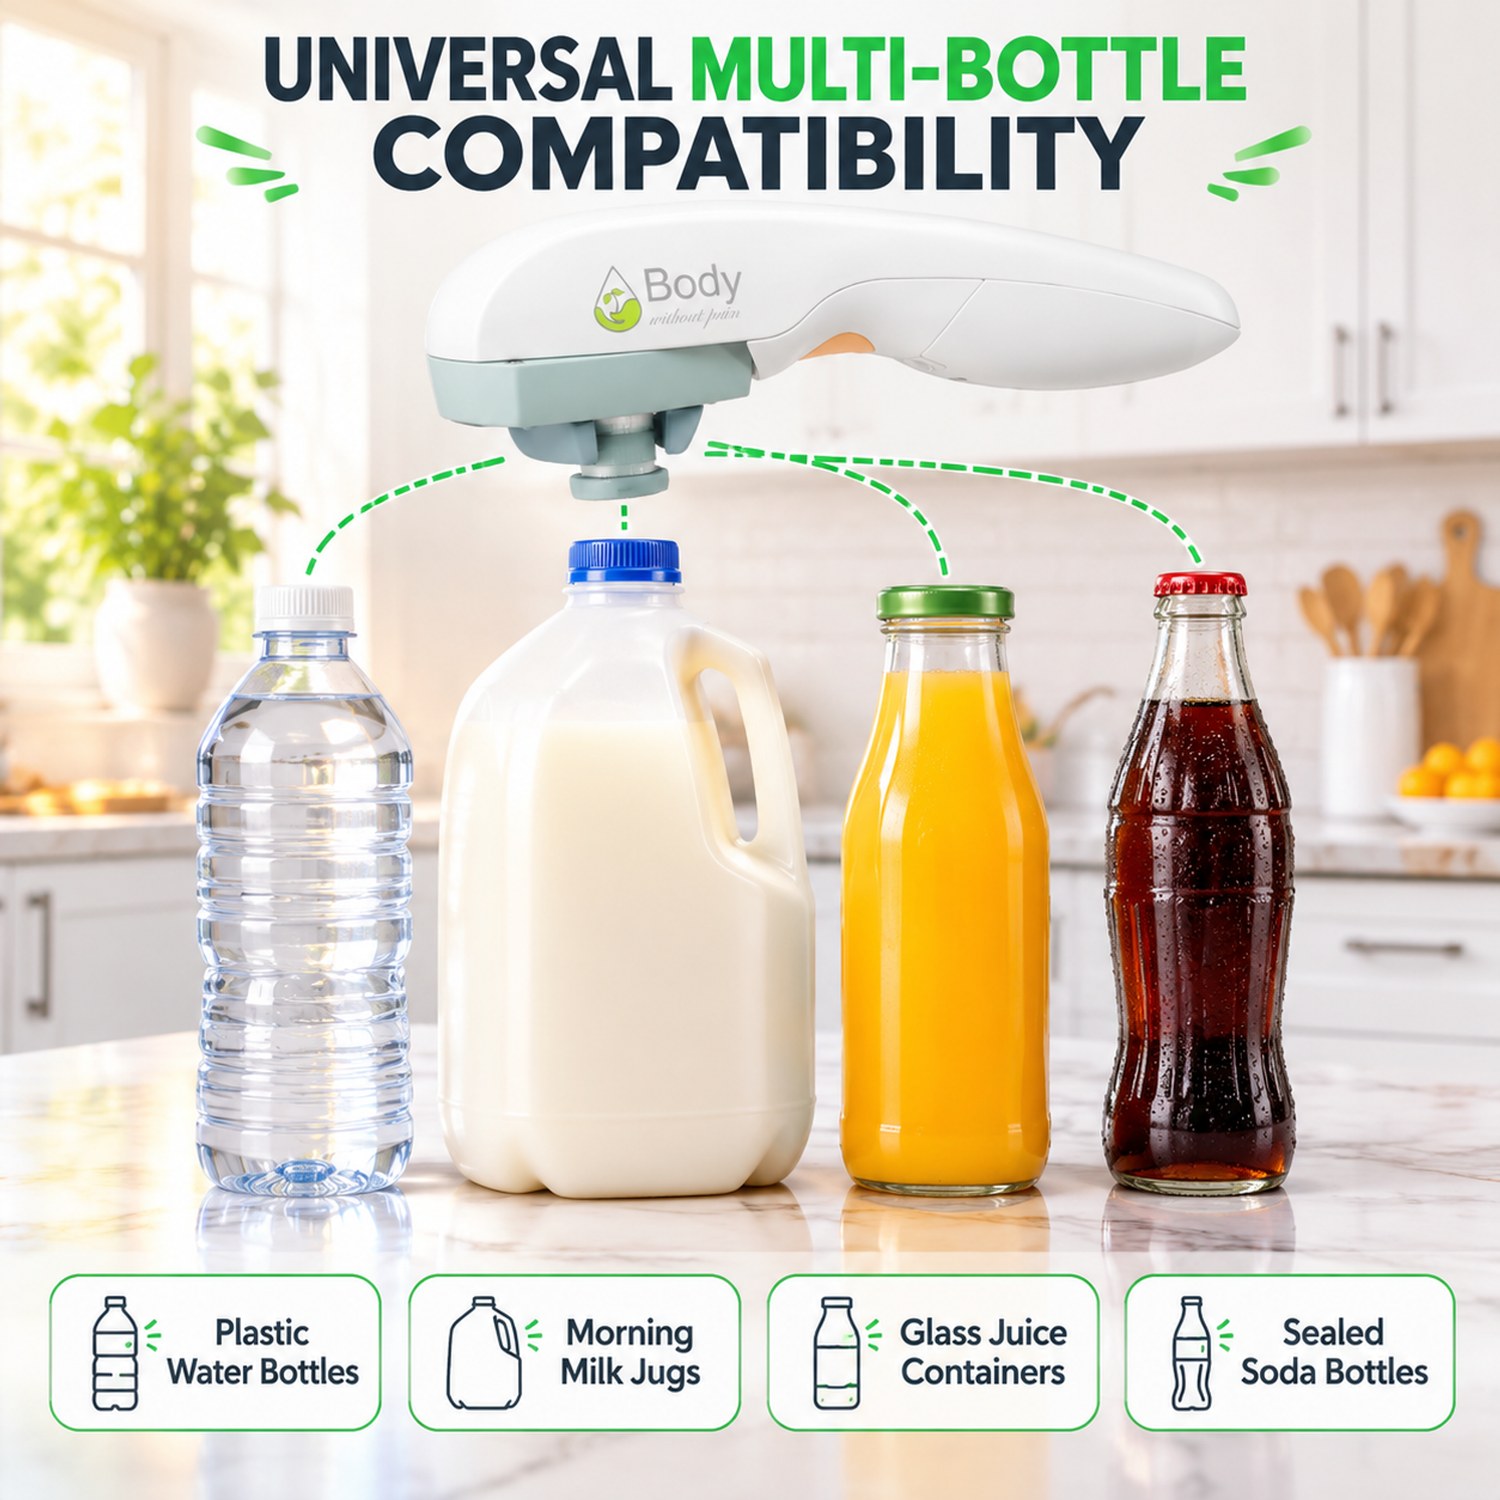 UNIVERSAL MULTI-BOTTLE
COMPATIBILITY
Body
without pain
Plastic
Water Bottles
Morning
Milk Jugs
Glass Juice
Containers
Sealed
Soda Bottles